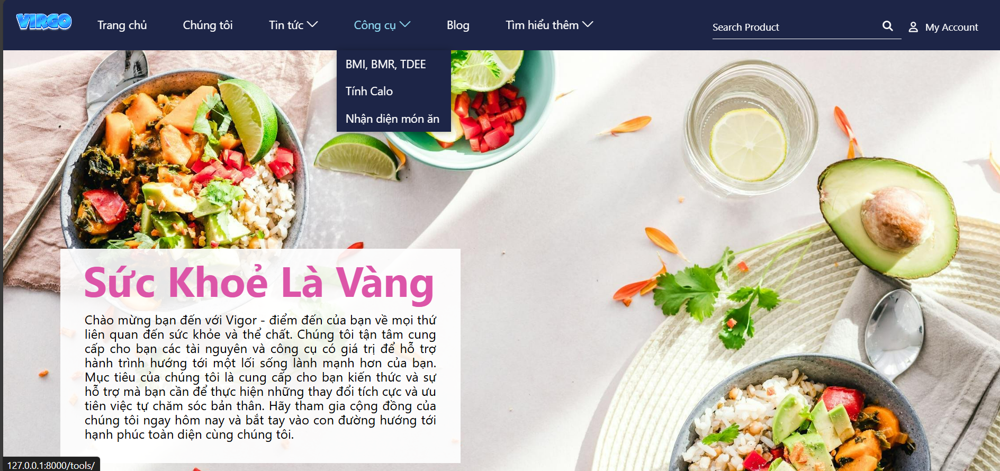 VIRGO Trang chủ Chúng tôi Tin tức Công cụ Blog Tìm hiểu thêm Search Product My Account
BMI, BMR, TDEE
Tính Calo
Nhận diện món ăn
Sức Khoẻ Là Vàng
Chào mừng bạn đến với Vigor - điểm đến của bạn về mọi thứ
liên quan đến sức khỏe và thể chất. Chúng tôi tận tâm cung
cấp cho bạn các tài nguyên và công cụ có giá trị để hỗ trợ
hành trình hướng tới một lối sống lành mạnh hơn của bạn.
Mục tiêu của chúng tôi là cung cấp cho bạn kiến thức và sự
hỗ trợ mà bạn cần để thực hiện những thay đổi tích cực và ưu
tiên việc tự chăm sóc bản thân. Hãy tham gia cộng đồng của
chúng tôi ngay hôm nay và bắt tay vào con đường hướng tới
hạnh phúc toàn diện cùng chúng tôi.
127.0.0.1:8000/tools/